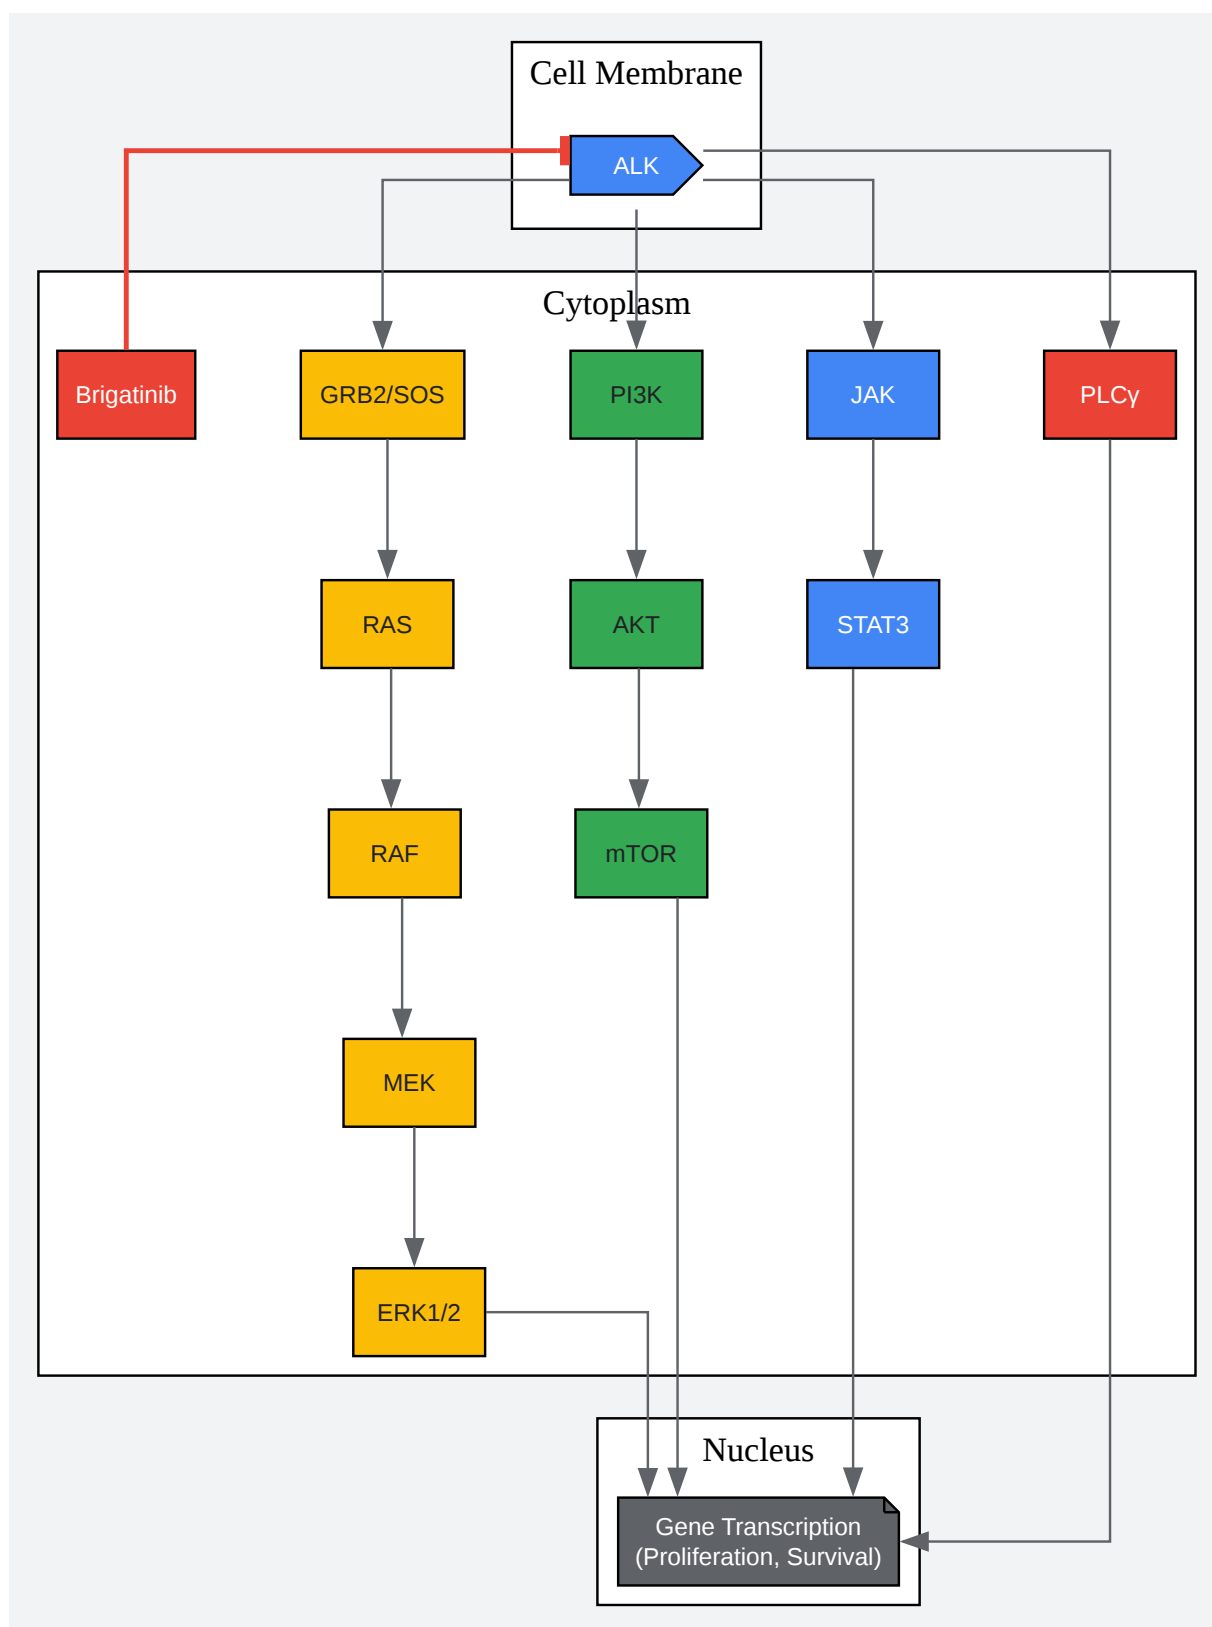 Cell Membrane
ALK
Cytoplasm
Brigatinib
GRB2/SOS
PI3K
JAK
PLCγ
RAS
AKT
STAT3
RAF
mTOR
MEK
ERK1/2
Nucleus
Gene Transcription
(Proliferation, Survival)